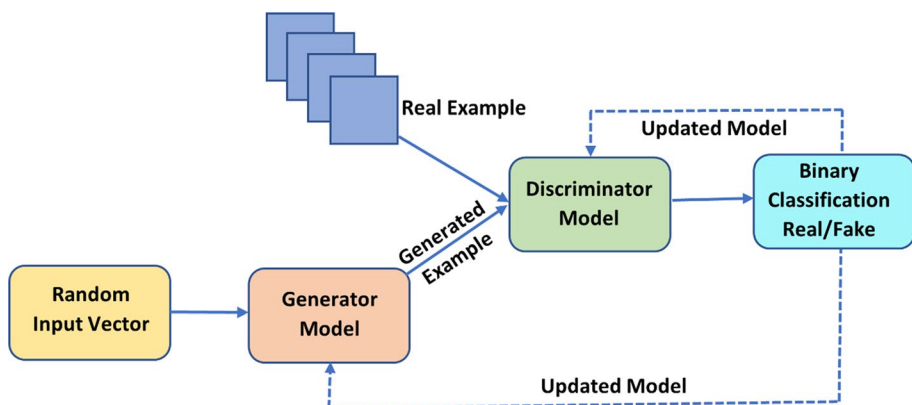 Real Example
Updated Model
Discriminator
Model
Binary
Classification
Real/Fake
Generated
Example
Random
Input Vector
Generator
Model
Updated Model